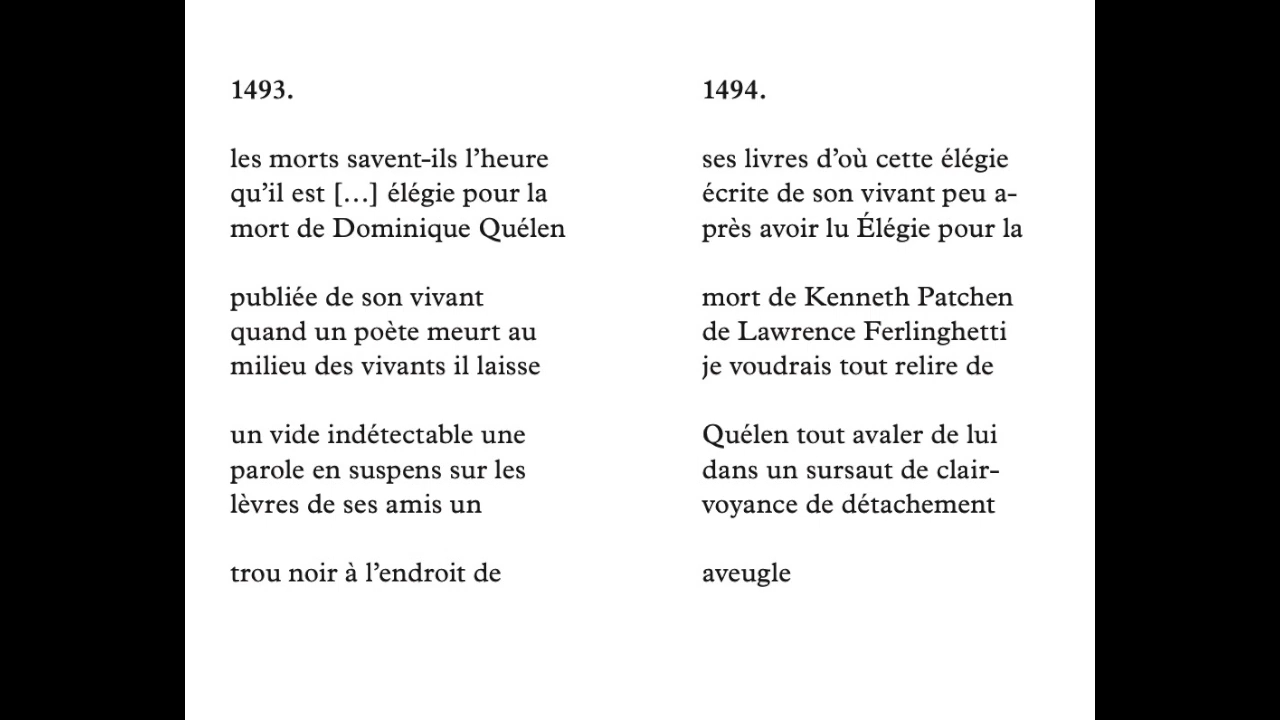 1493.
les morts savent-ils l’heure
qu’il est […] élégie pour la
mort de Dominique Quélen
publiée de son vivant
quand un poète meurt au
milieu des vivants il laisse
un vide indétectable une
parole en suspens sur les
lèvres de ses amis un
trou noir à l’endroit de
1494.
ses livres d’où cette élégie
écrite de son vivant peu a-
près avoir lu Élégie pour la
mort de Kenneth Patchen
de Lawrence Ferlinghetti
je voudrais tout relire de
Quélen tout avaler de lui
dans un sursaut de clair-
voyance de détachement
aveugle